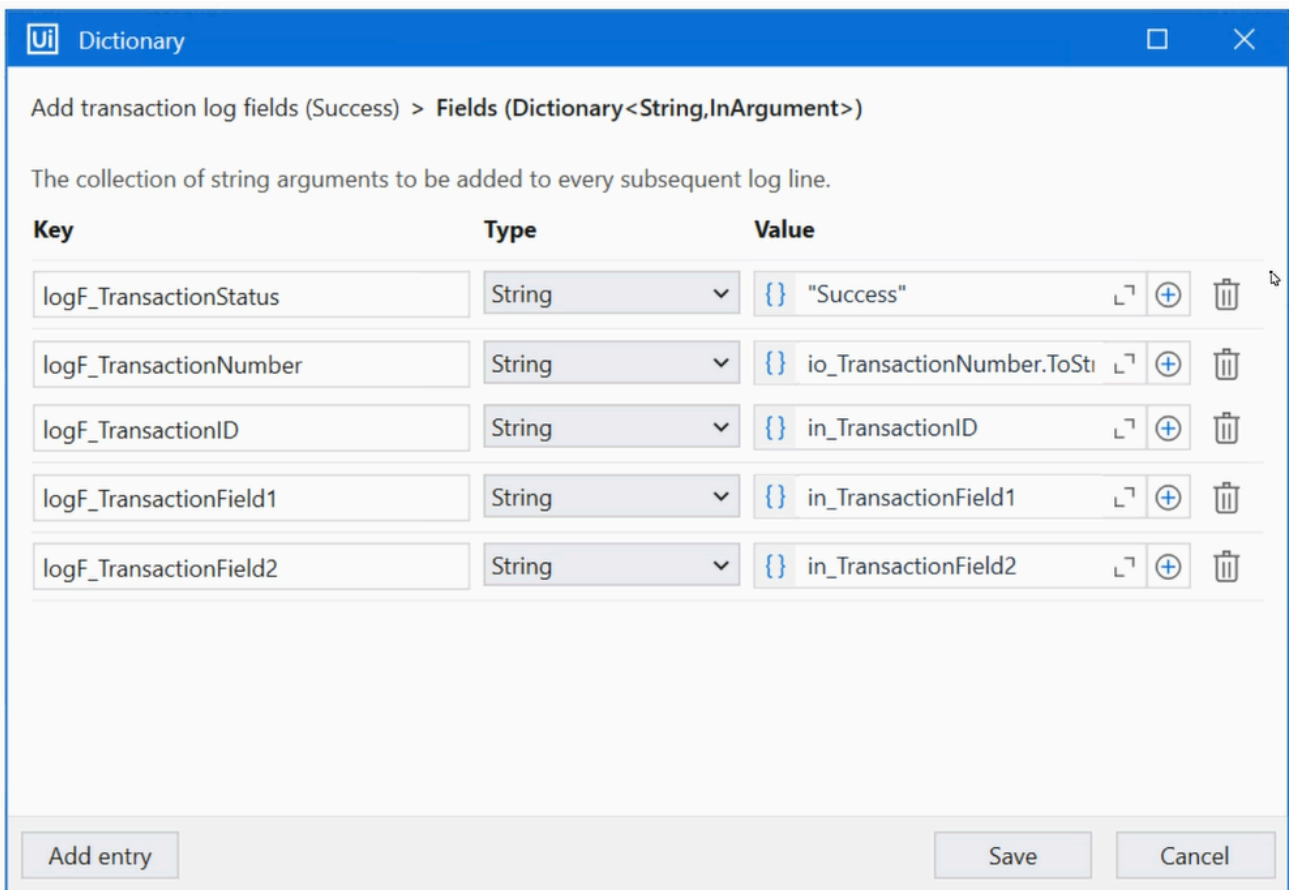 Ui Dictionary
Add transaction log fields (Success) > Fields (Dictionary<String,InArgument>)
The collection of string arguments to be added to every subsequent log line.
Key Type Value
logF_TransactionStatus String {} "Success"
logF_TransactionNumber String {} io_TransactionNumber.ToStr
logF_TransactionID String {} in_TransactionID
logF_TransactionField1 String {} in_TransactionField1
logF_TransactionField2 String {} in_TransactionField2
Add entry Save Cancel